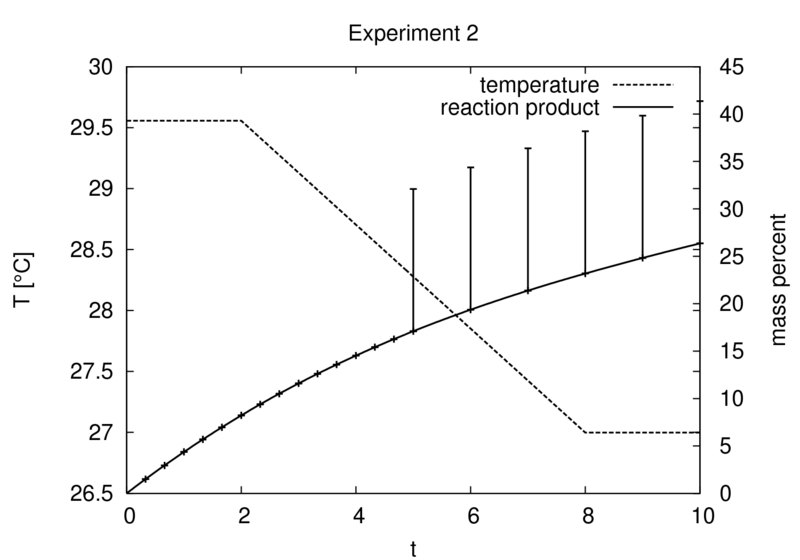 Experiment 2
temperature
reaction product
30
29.5
29
28.5
28
27.5
27
26.5
T [°C]
45
40
35
30
25
20
15
10
5
0
mass percent
0 2 4 6 8 10
t